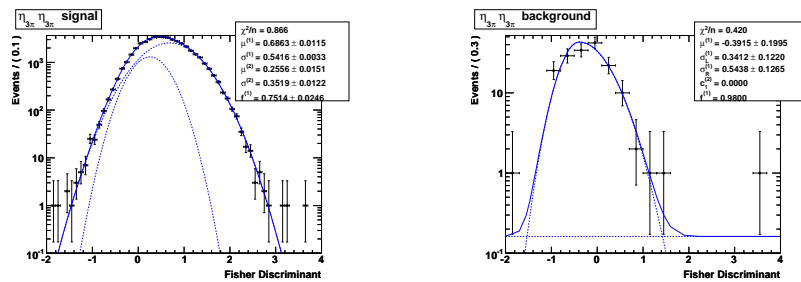 η3π η3π signal
χ²/n = 0.866
μ(1) = 0.6863 ± 0.0115
σ(1) = 0.5416 ± 0.0033
μ(2) = 0.2556 ± 0.0151
σ(2) = 0.3519 ± 0.0122
f(1) = 0.7514 ± 0.0246
Events / ( 0.1 )
10³
10²
10
1
10⁻¹
-2 -1 0 1 2 3 4
Fisher Discriminant
η3π η3π background
χ²/n = 0.420
μ(1) = -0.3915 ± 0.1995
σL(1) = 0.3412 ± 0.1220
σR(1) = 0.5438 ± 0.1265
c1(2) = 0.0000
f(1) = 0.9800
Events / ( 0.3 )
10
1
10⁻¹
-2 -1 0 1 2 3 4
Fisher Discriminant